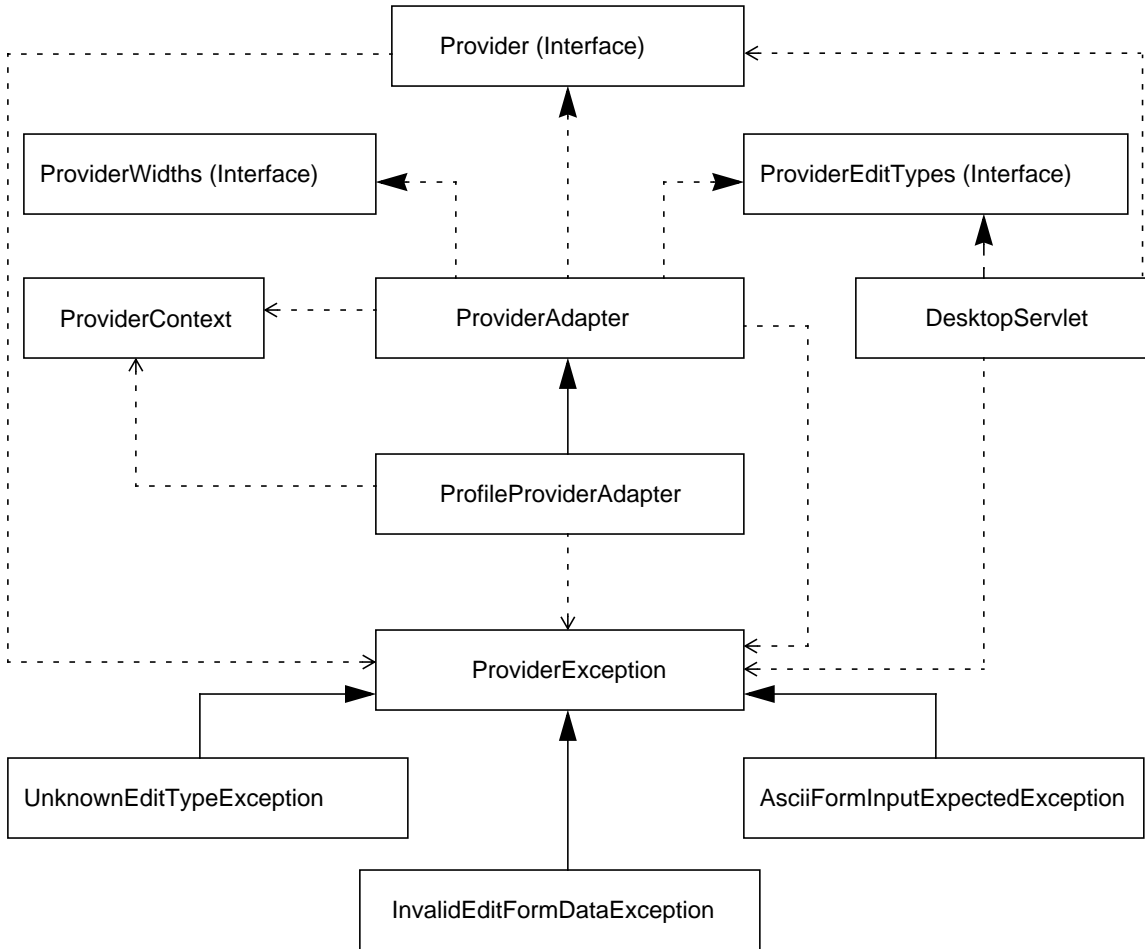 Provider (Interface)
ProviderWidths (Interface)
ProviderEditTypes (Interface)
ProviderContext
ProviderAdapter
DesktopServlet
ProfileProviderAdapter
ProviderException
UnknownEditTypeException
AsciiFormInputExpectedException
InvalidEditFormDataException